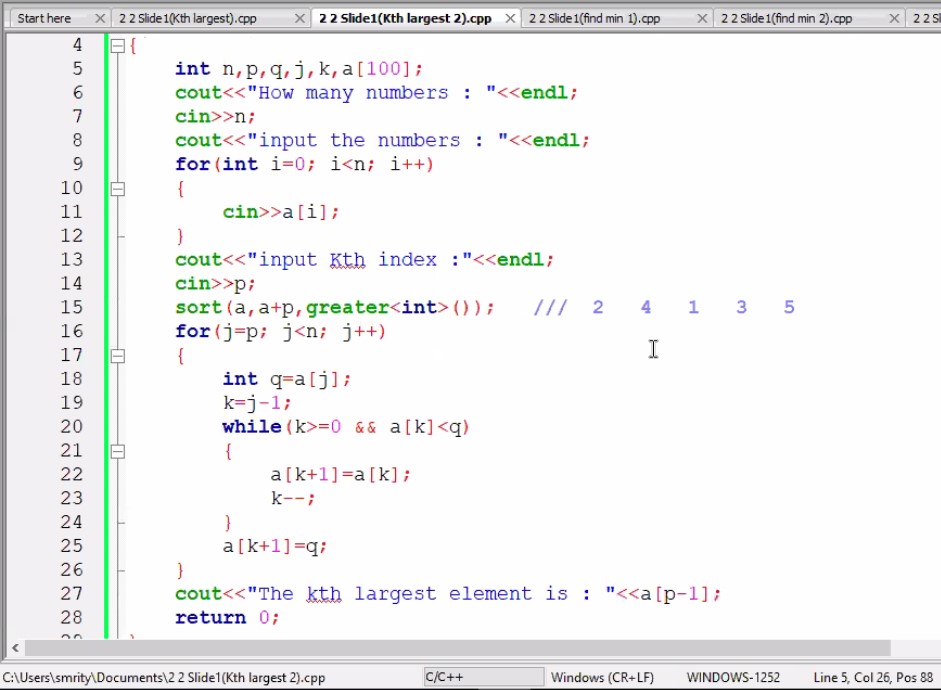 Start here 2 2 Slide1(Kth largest).cpp 2 2 Slide1(Kth largest 2).cpp 2 2 Slide1(find min 1).cpp 2 2 Slide1(find min 2).cpp 2 2 Sl
4 {
5 int n,p,q,j,k,a[100];
6 cout<<"How many numbers : "<<endl;
7 cin>>n;
8 cout<<"input the numbers : "<<endl;
9 for(int i=0; i<n; i++)
10 {
11 cin>>a[i];
12 }
13 cout<<"input Kth index :"<<endl;
14 cin>>p;
15 sort(a,a+p,greater<int>()); /// 2 4 1 3 5
16 for(j=p; j<n; j++)
17 {
18 int q=a[j];
19 k=j-1;
20 while(k>=0 && a[k]<q)
21 {
22 a[k+1]=a[k];
23 k--;
24 }
25 a[k+1]=q;
26 }
27 cout<<"The kth largest element is : "<<a[p-1];
28 return 0;
C:\Users\smrity\Documents\2 2 Slide1(Kth largest 2).cpp C/C++ Windows (CR+LF) WINDOWS-1252 Line 5, Col 26, Pos 88